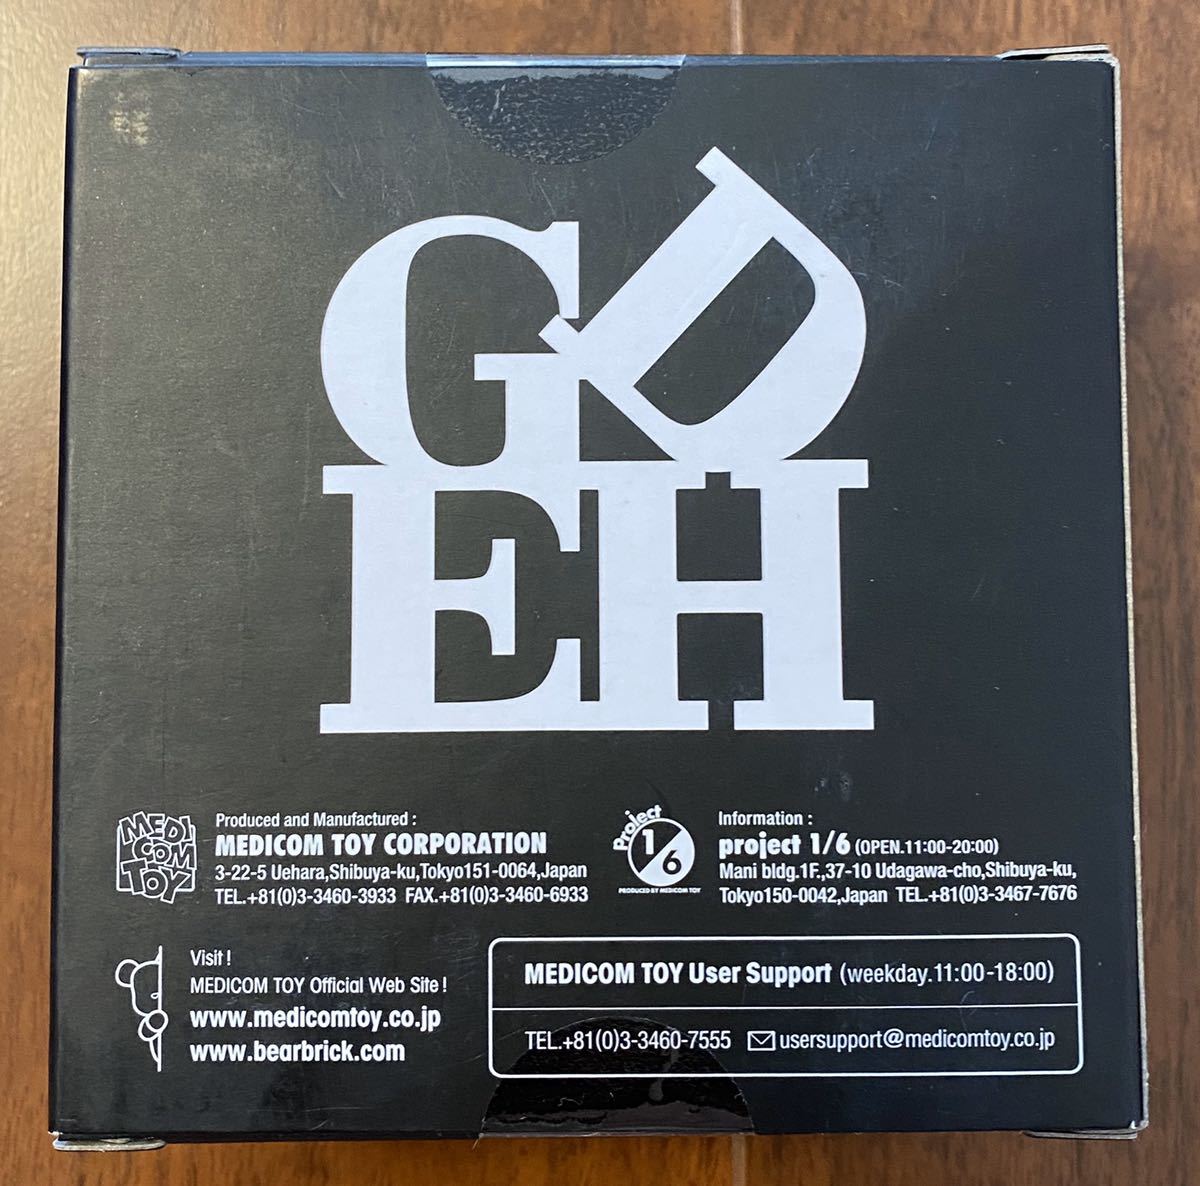 GD
EH
MEDI
COM
TOY
Produced and Manufactured :
MEDICOM TOY CORPORATION
3-22-5 Uehara,Shibuya-ku,Tokyo151-0064,Japan
TEL.+81(0)3-3460-3933 FAX.+81(0)3-3460-6933
Project
1/6
PRODUCED BY MEDICOM TOY
Information :
project 1/6 (OPEN.11:00-20:00)
Mani bldg.1F.,37-10 Udagawa-cho,Shibuya-ku,
Tokyo150-0042,Japan TEL.+81(0)3-3467-7676
Visit !
MEDICOM TOY Official Web Site !
www.medicomtoy.co.jp
www.bearbrick.com
MEDICOM TOY User Support (weekday.11:00-18:00)
TEL.+81(0)3-3460-7555 usersupport@medicomtoy.co.jp